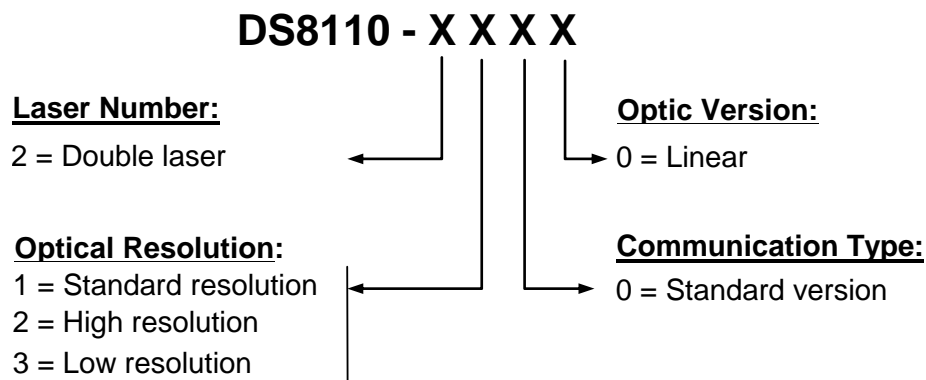 DS8110 - X X X X
Laser Number:
2 = Double laser
Optic Version:
0 = Linear
Optical Resolution:
1 = Standard resolution
2 = High resolution
3 = Low resolution
Communication Type:
0 = Standard version